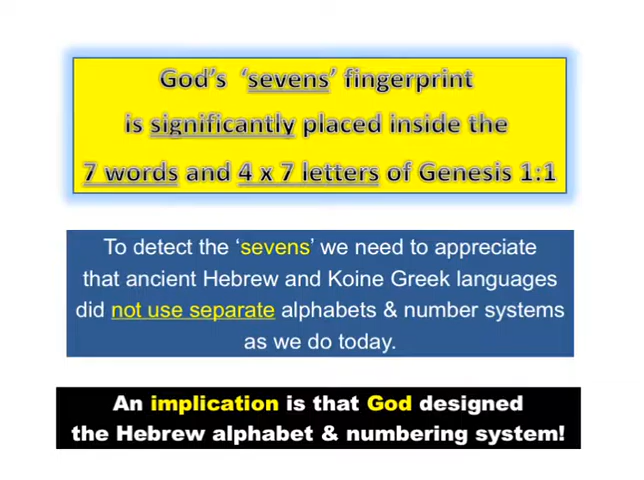 God's ‘sevens’ fingerprint
is significantly placed inside the
7 words and 4 x 7 letters of Genesis 1:1
To detect the ‘sevens’ we need to appreciate
that ancient Hebrew and Koine Greek languages
did not use separate alphabets & number systems
as we do today.
An implication is that God designed
the Hebrew alphabet & numbering system!